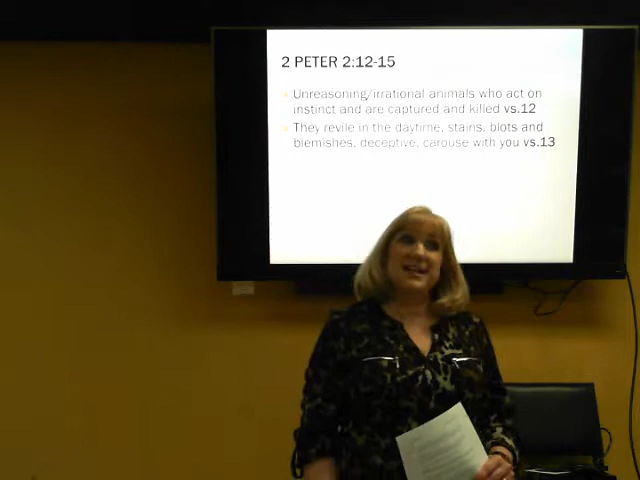 2 PETER 2:12-15
Unreasoning/irrational animals who act on
instinct and are captured and killed vs.12
They revile in the daytime, stains, blots and
blemishes, deceptive, carouse with you vs.13